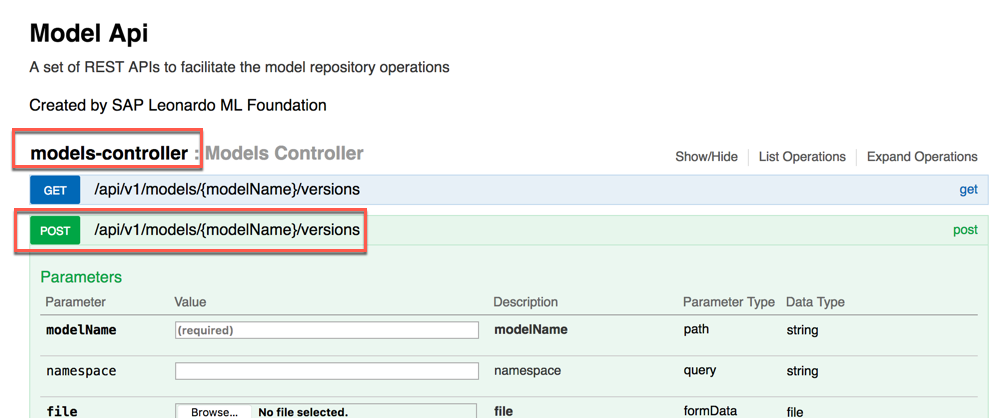 Model Api
A set of REST APIs to facilitate the model repository operations
Created by SAP Leonardo ML Foundation
models-controller : Models Controller Show/Hide List Operations Expand Operations
GET /api/v1/models/{modelName}/versions get
POST /api/v1/models/{modelName}/versions post
Parameters
Parameter Value Description Parameter Type Data Type
modelName (required) modelName path string
namespace namespace query string
file Browse... No file selected. file formData file